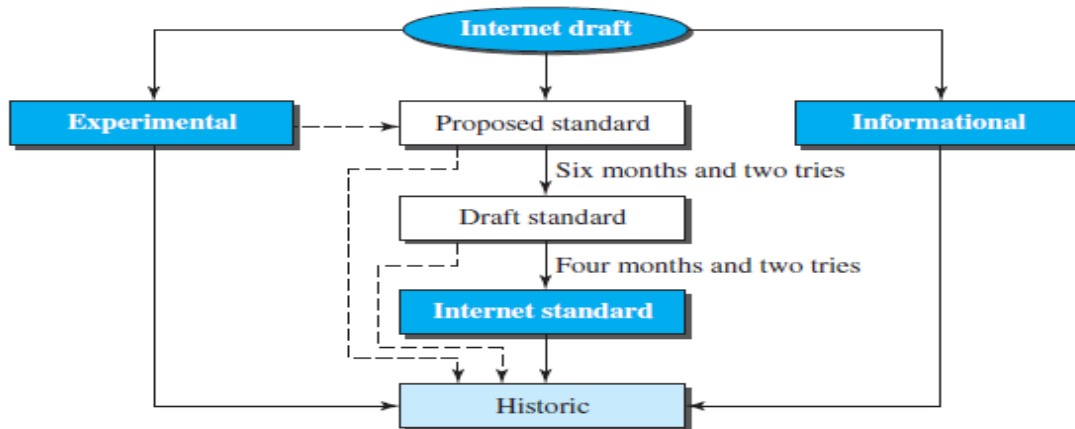 Internet draft
Experimental
Proposed standard
Informational
Six months and two tries
Draft standard
Four months and two tries
Internet standard
Historic